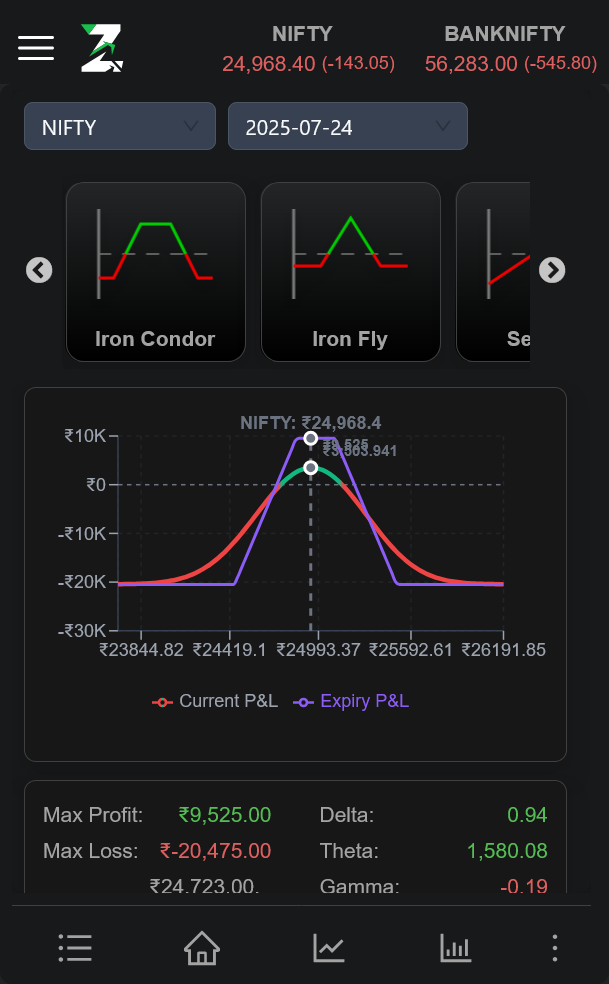 NIFTY BANKNIFTY
24,968.40 (-143.05) 56,283.00 (-545.80)
NIFTY 2025-07-24
Iron Condor Iron Fly Se
NIFTY: ₹24,968.4
₹9,525
₹3,303.941
₹10K
₹0
-₹10K
-₹20K
-₹30K
₹23844.82 ₹24419.1 ₹24993.37 ₹25592.61 ₹26191.85
Current P&L Expiry P&L
Max Profit: ₹9,525.00 Delta: 0.94
Max Loss: ₹-20,475.00 Theta: 1,580.08
₹24,723.00, Gamma: -0.19